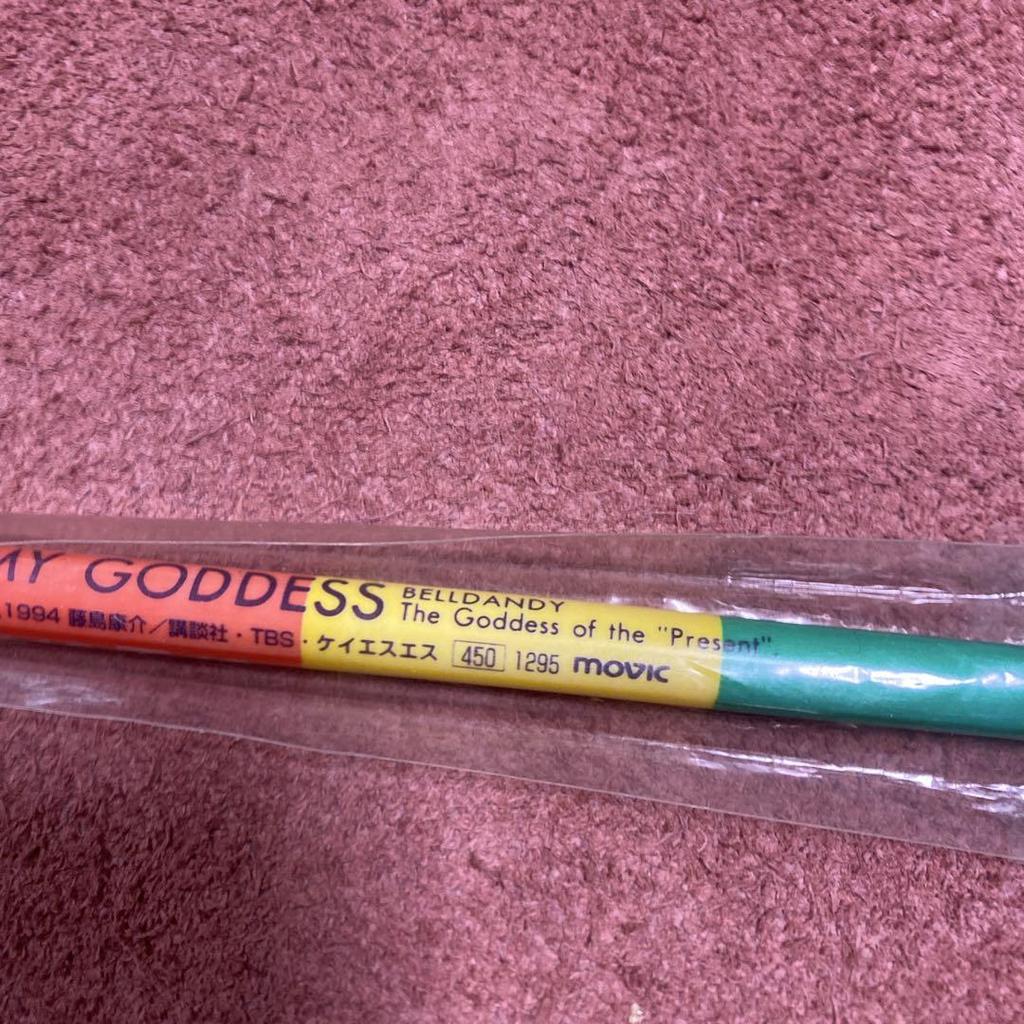 MY GODDESS BELLDANDY
The Goddess of the "Present".
1994 藤島康介／講談社・TBS・ケイエスエス 450 1295 movic